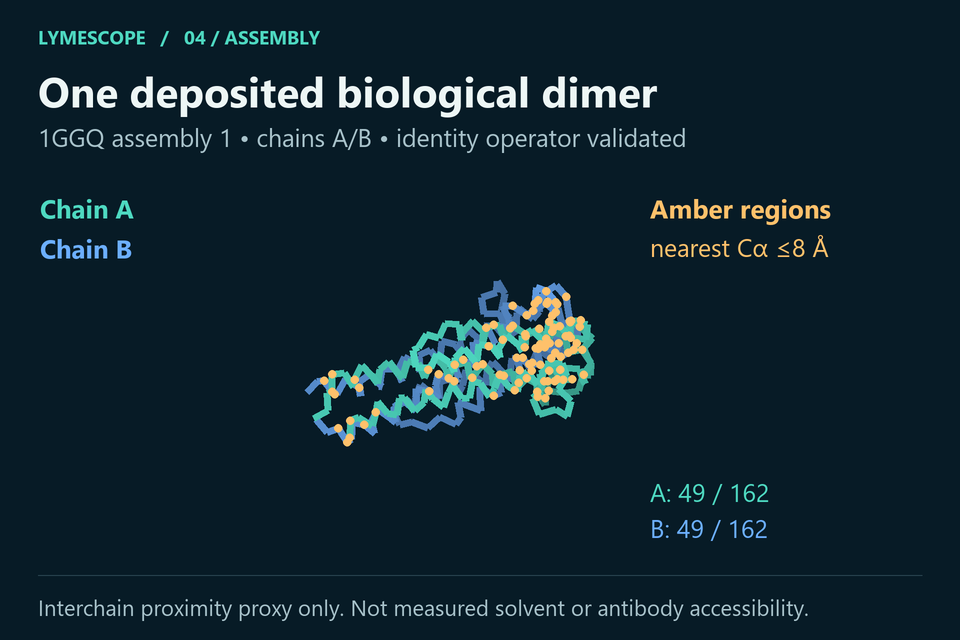 LYMESCOPE / 04 / ASSEMBLY
One deposited biological dimer
1GGQ assembly 1 • chains A/B • identity operator validated
Chain A
Chain B
Amber regions
nearest Cα ≤8 Å
A: 49 / 162
B: 49 / 162
Interchain proximity proxy only. Not measured solvent or antibody accessibility.